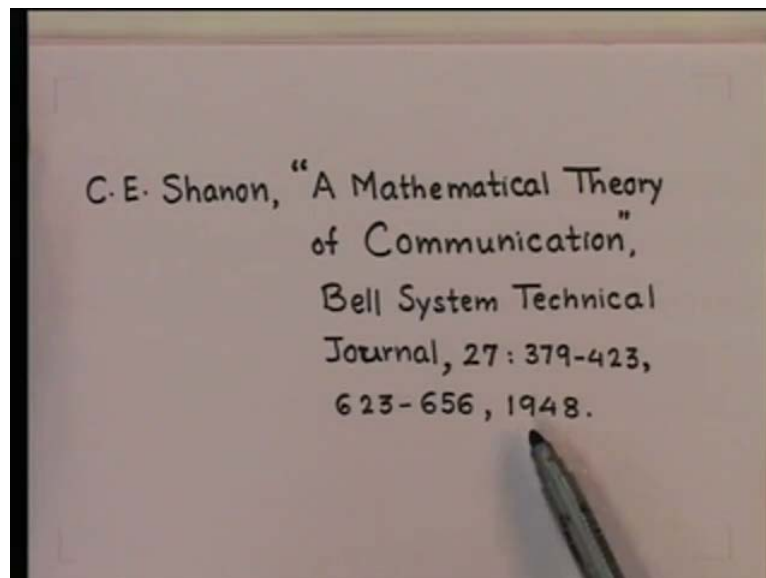 C. E. Shanon, "A Mathematical Theory
of Communication",
Bell System Technical
Journal, 27 : 379-423,
623-656, 1948.